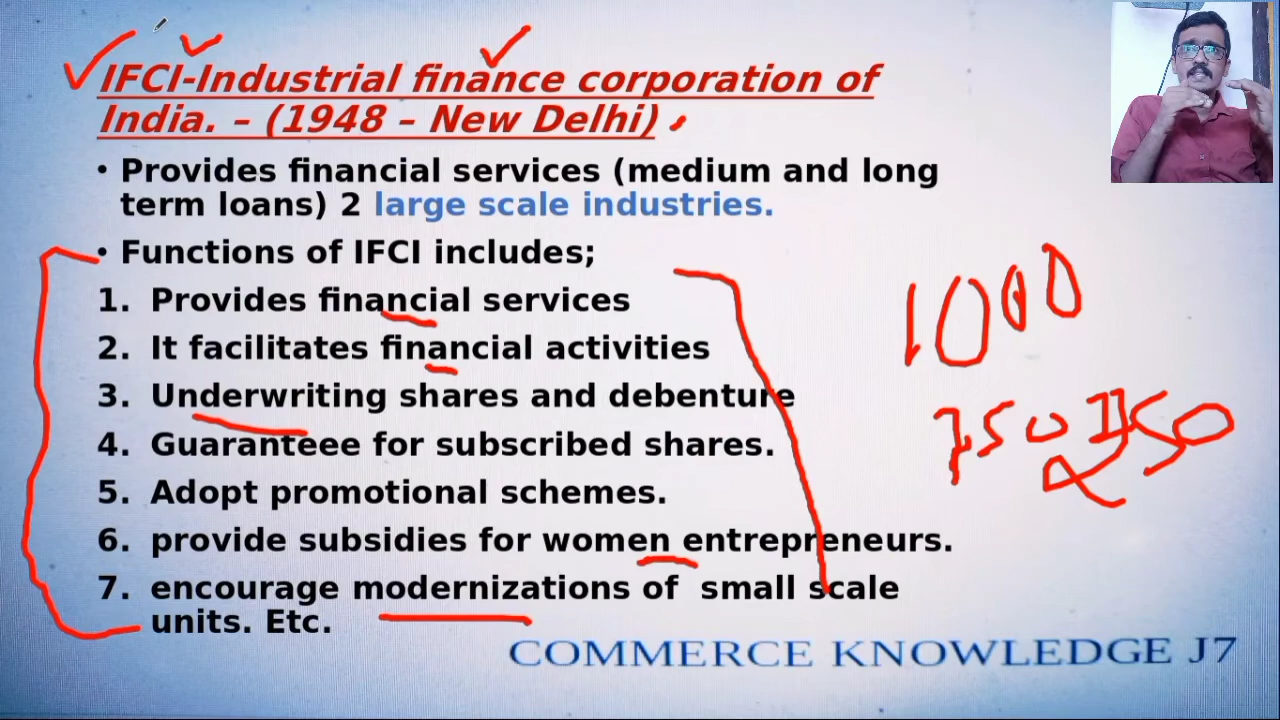 IFCI-Industrial finance corporation of
India. – (1948 – New Delhi)
• Provides financial services (medium and long
term loans) 2 large scale industries.
• Functions of IFCI includes;
1. Provides financial services
2. It facilitates financial activities
3. Underwriting shares and debenture
4. Guaranteee for subscribed shares.
5. Adopt promotional schemes.
6. provide subsidies for women entrepreneurs.
7. encourage modernizations of small scale
units. Etc.
1000
750
COMMERCE KNOWLEDGE J7